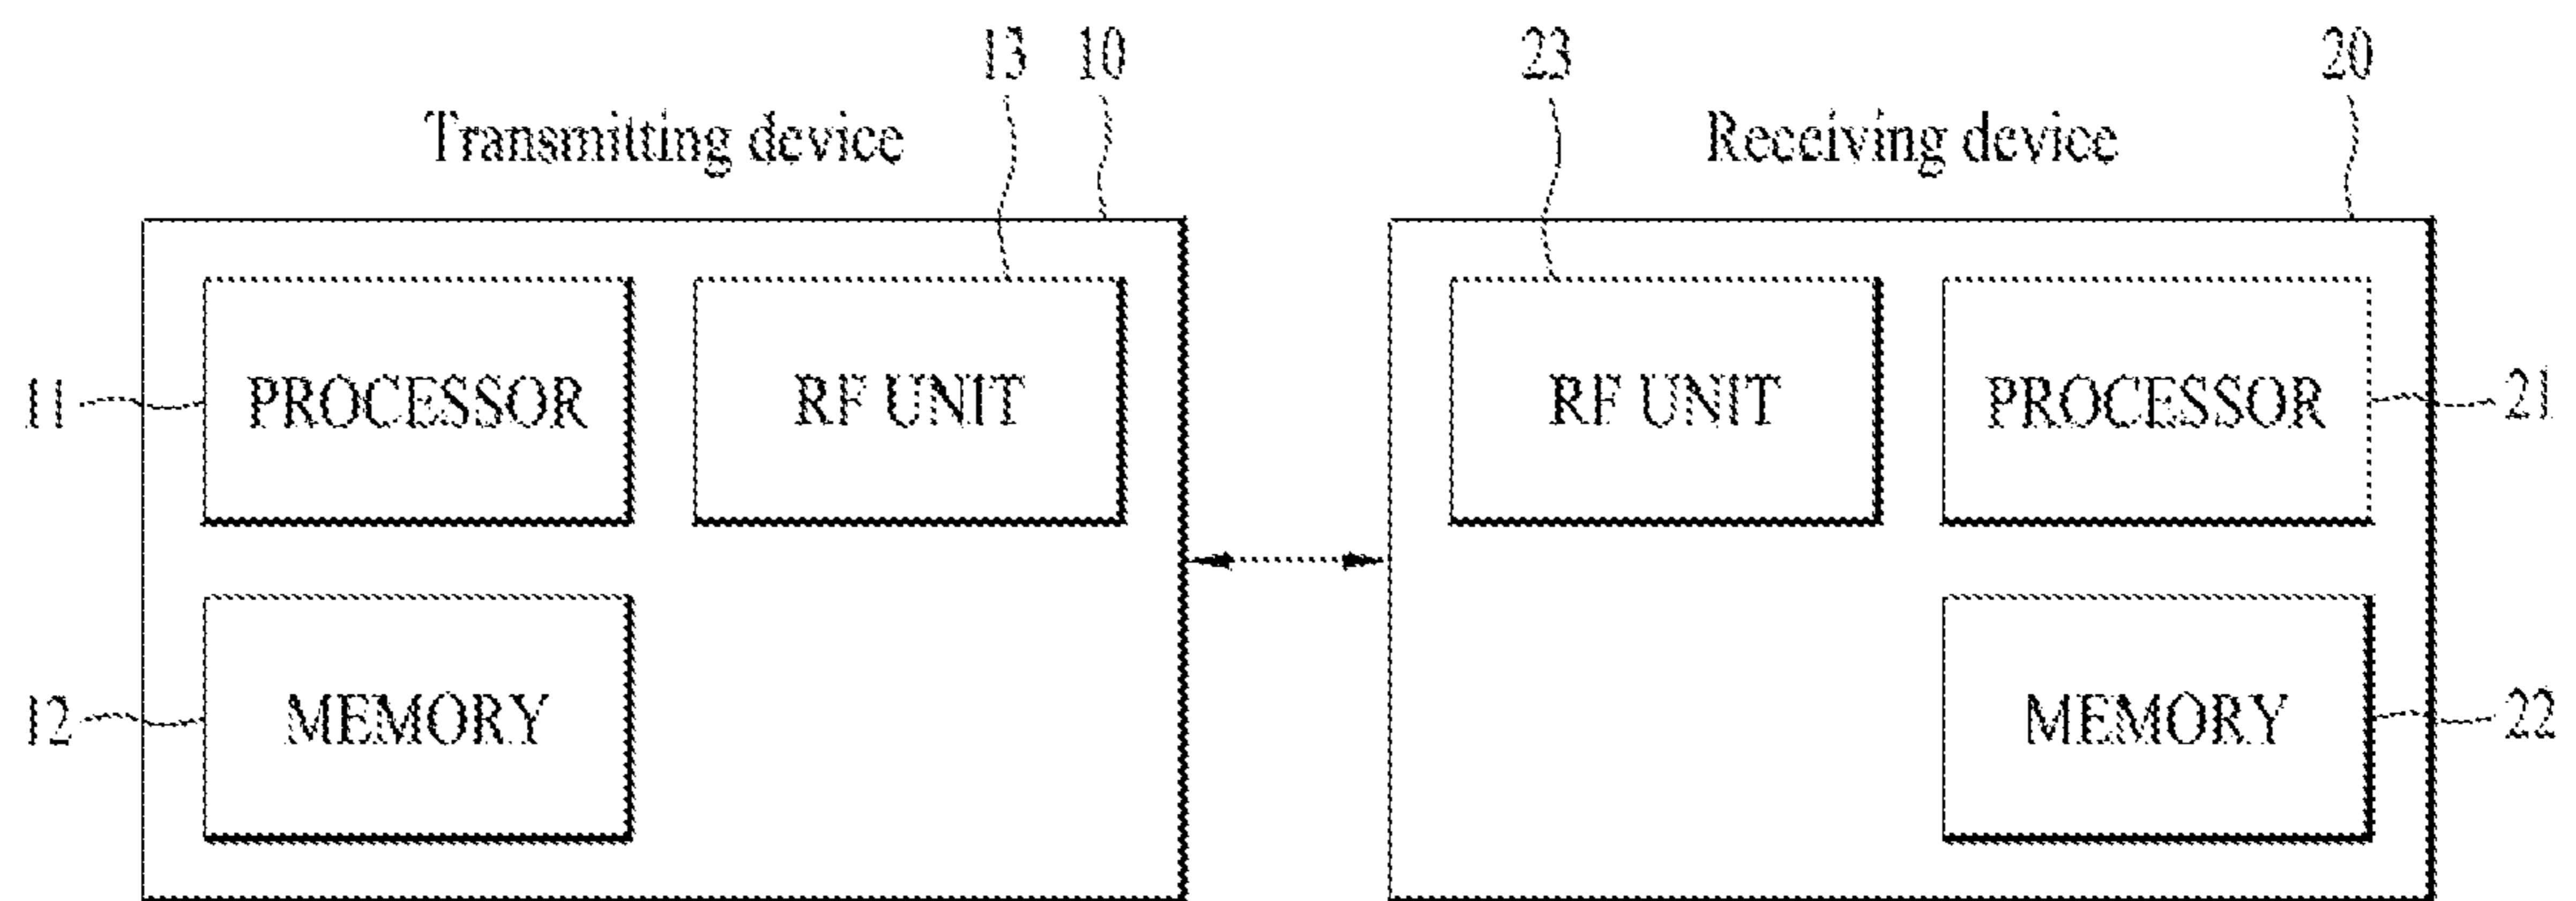 13 10 23 20
Transmitting device Receiving device
11 PROCESSOR RF UNIT RF UNIT PROCESSOR 21
12 MEMORY MEMORY 22